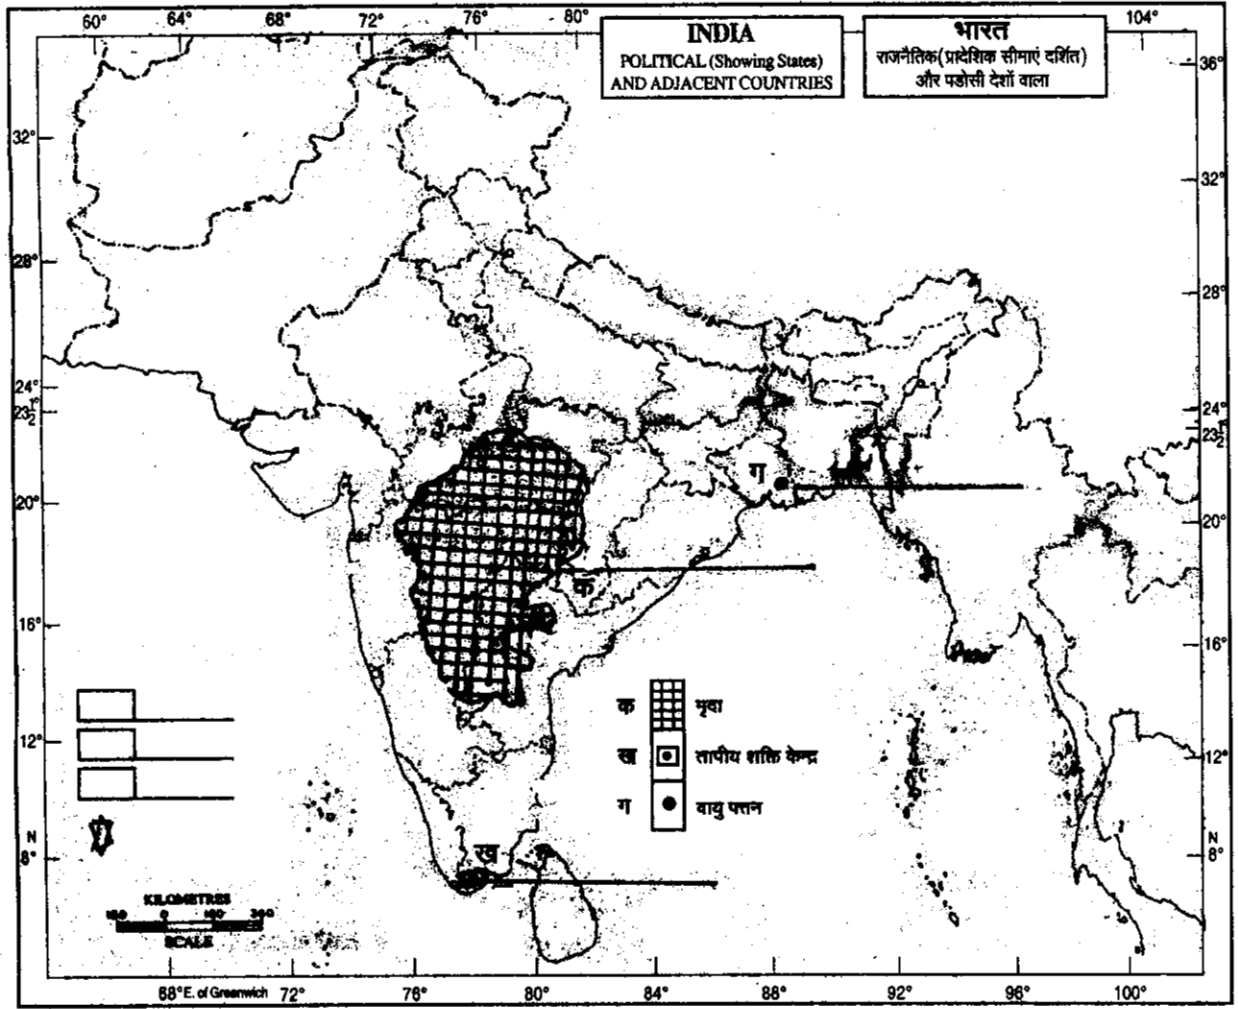 60° 64° 68° 72° 76° 80° 104°
INDIA
POLITICAL (Showing States)
AND ADJACENT COUNTRIES
भारत
राजनैतिक(प्रादेशिक सीमाएं दर्शित)
और पडोसी देशों वाला
36°
32°
32°
28°
28°
24°
24°
ग
20°
20°
क
16°
16°
क मृदा
ख तापीय शक्ति केन्द्र
ग वायु पत्तन
12°
12°
N
8°
N
8°
ख
KILOMETRES
SCALE
68° E. of Greenwich 72° 76° 80° 84° 88° 92° 96° 100°